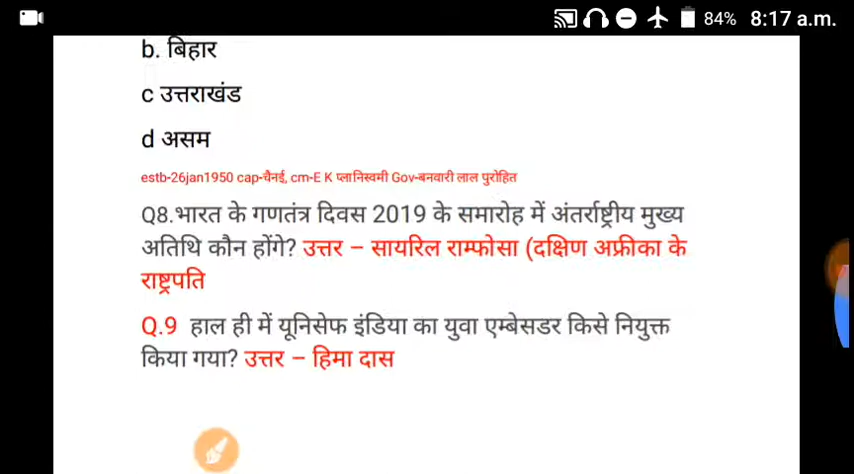 84% 8:17 a.m.
b. बिहार
c उत्तराखंड
d असम
estb-26jan1950 cap-चैनई, cm-E K प्लानिस्वमी Gov-बनवारी लाल पुरोहित
Q8.भारत के गणतंत्र दिवस 2019 के समारोह में अंतर्राष्ट्रीय मुख्य
अतिथि कौन होंगे? उत्तर – सायरिल राम्फोसा (दक्षिण अफ्रीका के
राष्ट्रपति
Q.9 हाल ही में यूनिसेफ इंडिया का युवा एम्बेसडर किसे नियुक्त
किया गया? उत्तर – हिमा दास